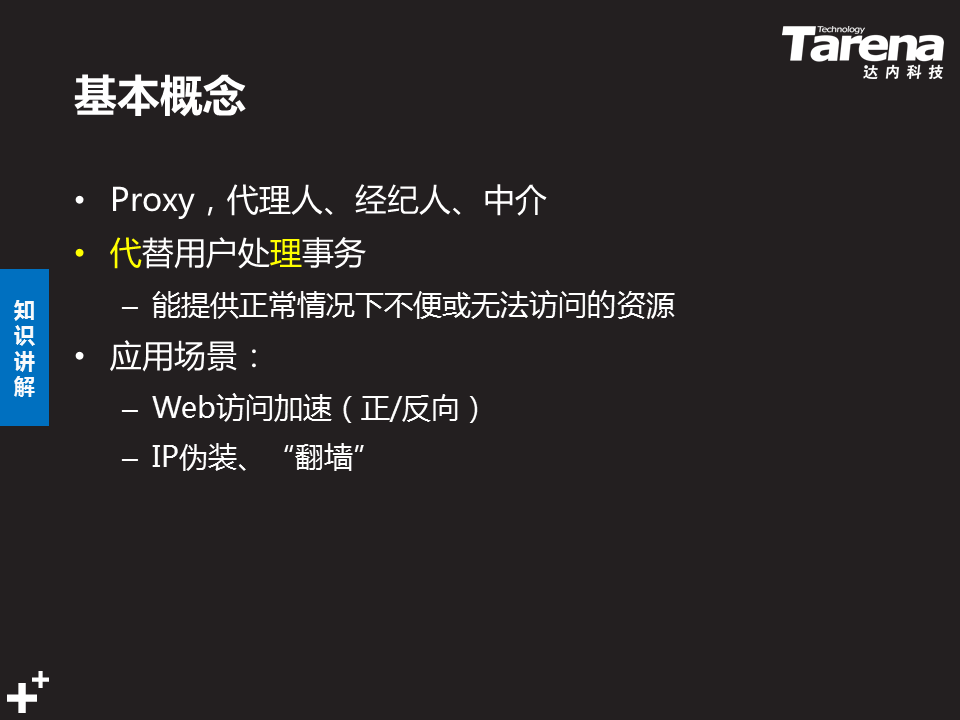 Technology
Tarena
达内科技
基本概念
• Proxy，代理人、经纪人、中介
• 代替用户处理事务
– 能提供正常情况下不便或无法访问的资源
• 应用场景：
– Web访问加速（正/反向）
– IP伪装、“翻墙”
知识讲解